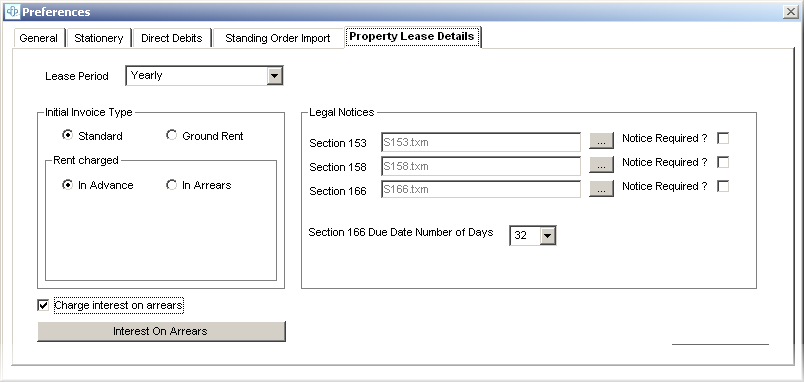 Preferences
General Stationery Direct Debits Standing Order Import Property Lease Details
Lease Period Yearly
Initial Invoice Type
Standard Ground Rent
Rent charged
In Advance In Arrears
Legal Notices
Section 153 S153.txm ... Notice Required ?
Section 158 S158.txm ... Notice Required ?
Section 166 S166.txm ... Notice Required ?
Section 166 Due Date Number of Days 32
Charge interest on arrears
Interest On Arrears